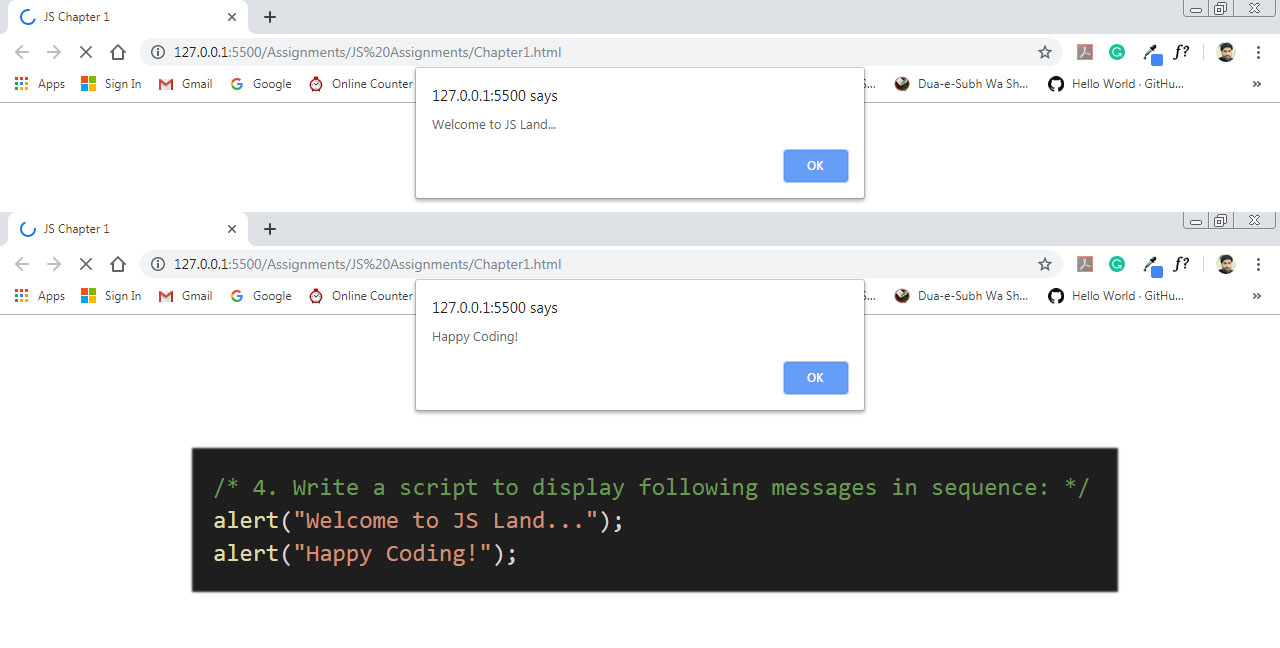 JS Chapter 1
127.0.0.1:5500/Assignments/JS%20Assignments/Chapter1.html
f?
Apps Sign In Gmail Google Online Counter S... Dua-e-Subh Wa Sh... Hello World · GitHu... »
127.0.0.1:5500 says
Welcome to JS Land...
OK
JS Chapter 1
127.0.0.1:5500/Assignments/JS%20Assignments/Chapter1.html
f?
Apps Sign In Gmail Google Online Counter S... Dua-e-Subh Wa Sh... Hello World · GitHu... »
127.0.0.1:5500 says
Happy Coding!
OK
/* 4. Write a script to display following messages in sequence: */
alert("Welcome to JS Land...");
alert("Happy Coding!");